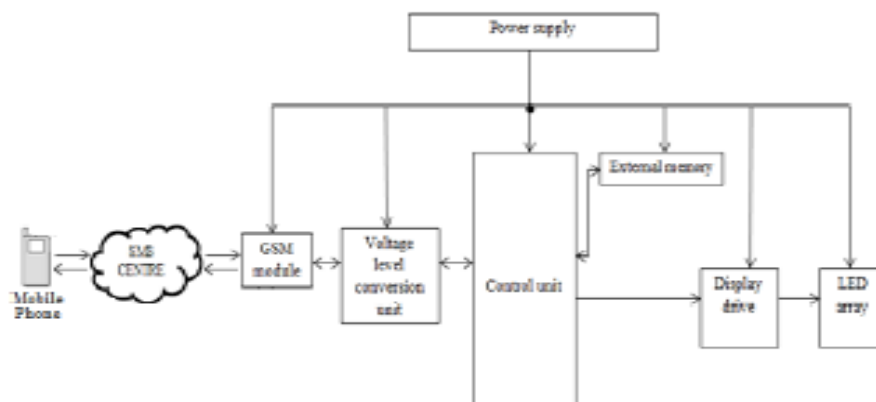 Power supply
External memory
SMS
CENTRE
GSM
module
Voltage
level
conversion
unit
Control unit
Display
drive
LED
array
Mobile
Phone